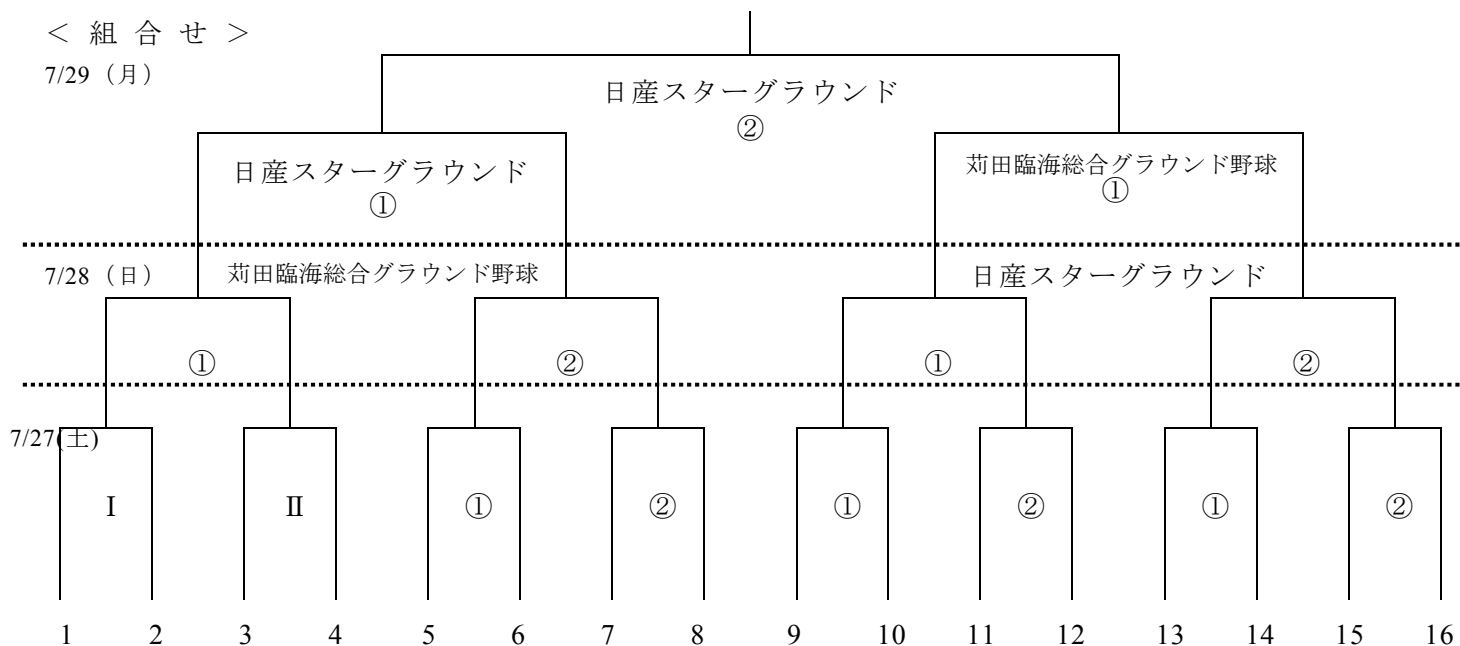 ＜ 組 合 せ ＞
7/29（月）
日産スターグラウンド
②
日産スターグラウンド
①
苅田臨海総合グラウンド野球
①
7/28（日）
苅田臨海総合グラウンド野球
日産スターグラウンド
① ② ① ②
7/27(土)
Ⅰ Ⅱ ① ② ① ② ① ②
1 2 3 4 5 6 7 8 9 10 11 12 13 14 15 16